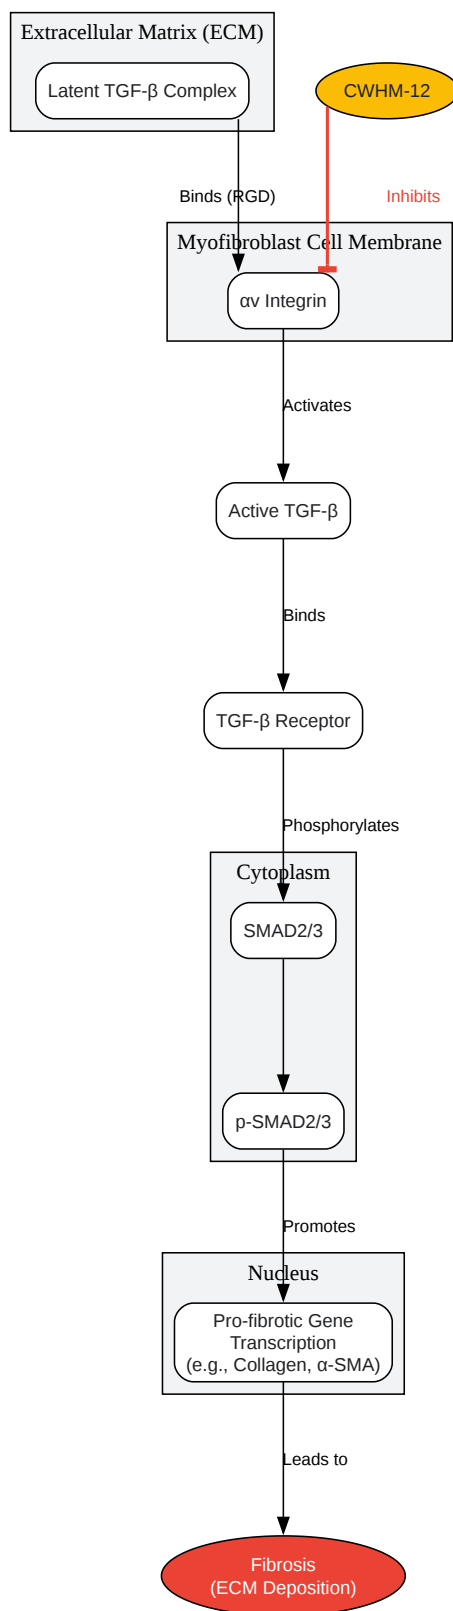 Extracellular Matrix (ECM)
Latent TGF-β Complex
CWHM-12
Binds (RGD)
Inhibits
Myofibroblast Cell Membrane
αv Integrin
Activates
Active TGF-β
Binds
TGF-β Receptor
Phosphorylates
Cytoplasm
SMAD2/3
p-SMAD2/3
Promotes
Nucleus
Pro-fibrotic Gene
Transcription
(e.g., Collagen, α-SMA)
Leads to
Fibrosis
(ECM Deposition)